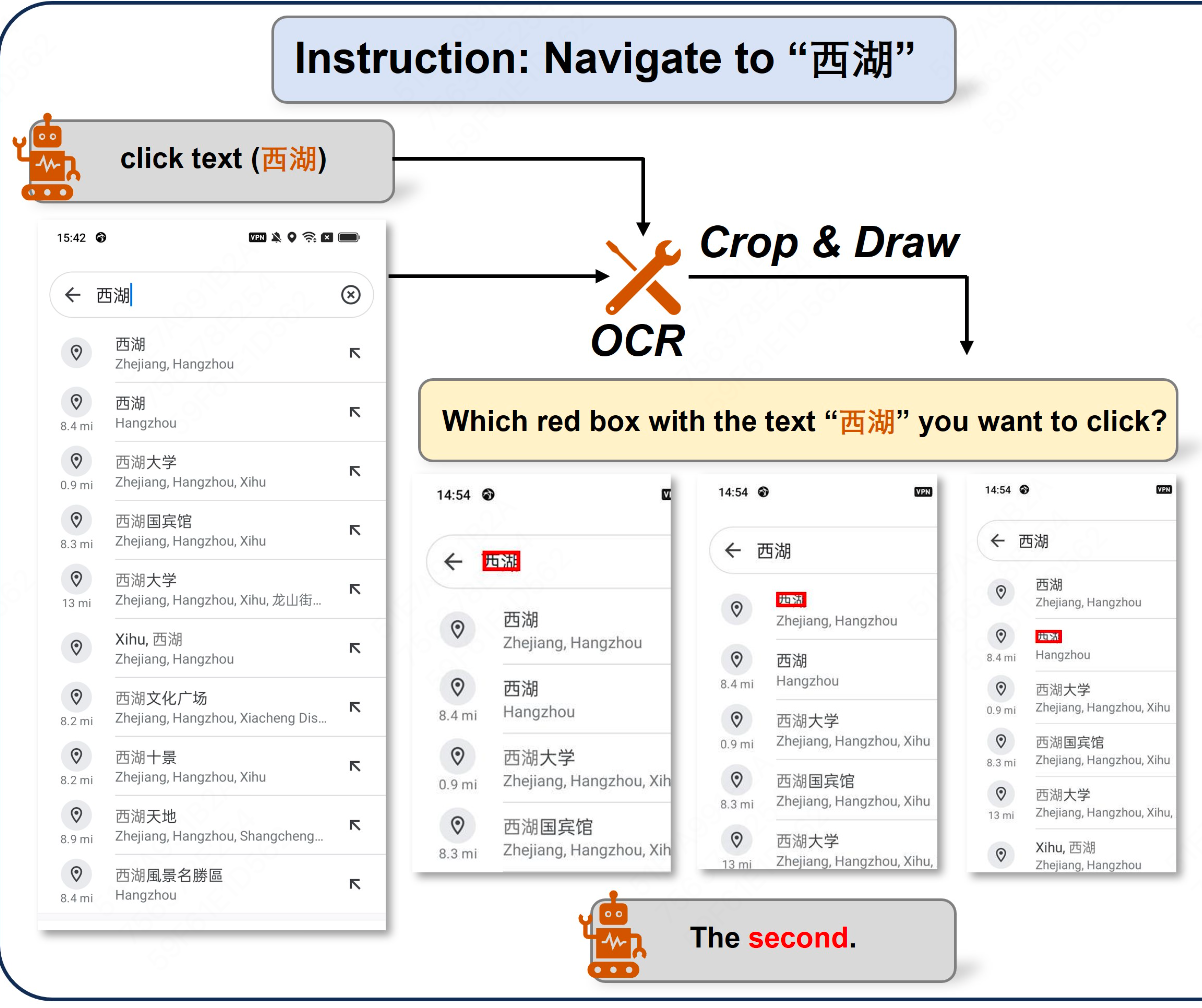 Instruction: Navigate to “西湖”
click text (西湖)
15:42
VPN
西湖
西湖
Zhejiang, Hangzhou
西湖
8.4 mi
Hangzhou
西湖大学
0.9 mi
Zhejiang, Hangzhou, Xihu
西湖国宾馆
8.3 mi
Zhejiang, Hangzhou, Xihu
西湖大学
13 mi
Zhejiang, Hangzhou, Xihu, 龙山街...
Xihu, 西湖
Zhejiang, Hangzhou
西湖文化广场
8.2 mi
Zhejiang, Hangzhou, Xiacheng Dis...
西湖十景
8.2 mi
Zhejiang, Hangzhou, Xihu
西湖天地
8.9 mi
Zhejiang, Hangzhou, Shangcheng...
西湖風景名勝區
8.4 mi
Hangzhou
OCR
Crop & Draw
Which red box with the text “西湖” you want to click?
14:54
西湖
西湖
Zhejiang, Hangzhou
西湖
8.4 mi
Hangzhou
西湖大学
0.9 mi
Zhejiang, Hangzhou, Xih
西湖国宾馆
8.3 mi
Zhejiang, Hangzhou, Xih
14:54
VPN
西湖
西湖
Zhejiang, Hangzhou
西湖
8.4 mi
Hangzhou
西湖大学
0.9 mi
Zhejiang, Hangzhou, Xihu
西湖国宾馆
8.3 mi
Zhejiang, Hangzhou, Xihu
西湖大学
13 mi
Zhejiang, Hangzhou, Xihu,
14:54
VPN
西湖
西湖
Zhejiang, Hangzhou
西湖
8.4 mi
Hangzhou
西湖大学
0.9 mi
Zhejiang, Hangzhou, Xihu
西湖国宾馆
8.3 mi
Zhejiang, Hangzhou, Xihu
西湖大学
13 mi
Zhejiang, Hangzhou, Xihu,
Xihu, 西湖
Zhejiang, Hangzhou
The second.